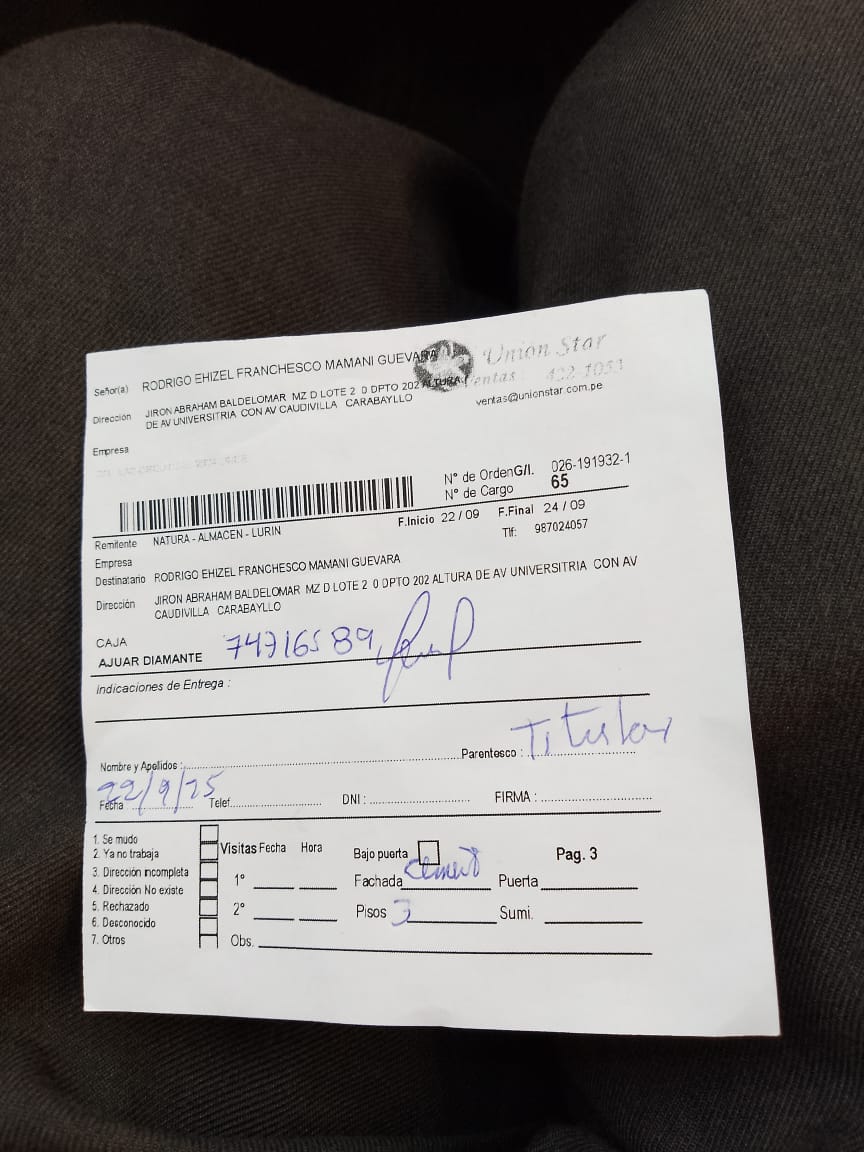 Union Star
Ventas : 422-1053
ventas@unionstar.com.pe
Señor(a) RODRIGO EHIZEL FRANCHESCO MAMANI GUEVARA
Dirección JIRON ABRAHAM BALDELOMAR MZ D LOTE 2 0 DPTO 202 ALTURA
DE AV UNIVERSITRIA CON AV CAUDIVILLA CARABAYLLO
Empresa
N° de Orden G/I. 026-191932-1
N° de Cargo 65
F.Inicio 22 / 09 F.Final 24 / 09
Tlf: 987024057
Remitente NATURA - ALMACEN - LURIN
Empresa
Destinatario RODRIGO EHIZEL FRANCHESCO MAMANI GUEVARA
Dirección JIRON ABRAHAM BALDELOMAR MZ D LOTE 2 0 DPTO 202 ALTURA DE AV UNIVERSITRIA CON AV
CAUDIVILLA CARABAYLLO
CAJA
AJUAR DIAMANTE 74716589
Indicaciones de Entrega :
Nombre y Apelidos : Parentesco : Titular
Fecha 22/9/25 Telef. DNI : FIRMA :
1. Se mudo
2. Ya no trabaja
3. Dirección incompleta
4. Dirección No existe
5. Rechazado
6. Desconocido
7. Otros
Visitas Fecha Hora
1°
2°
Obs.
Bajo puerta Pag. 3
Fachada Puerta
Pisos 3 Sumi.